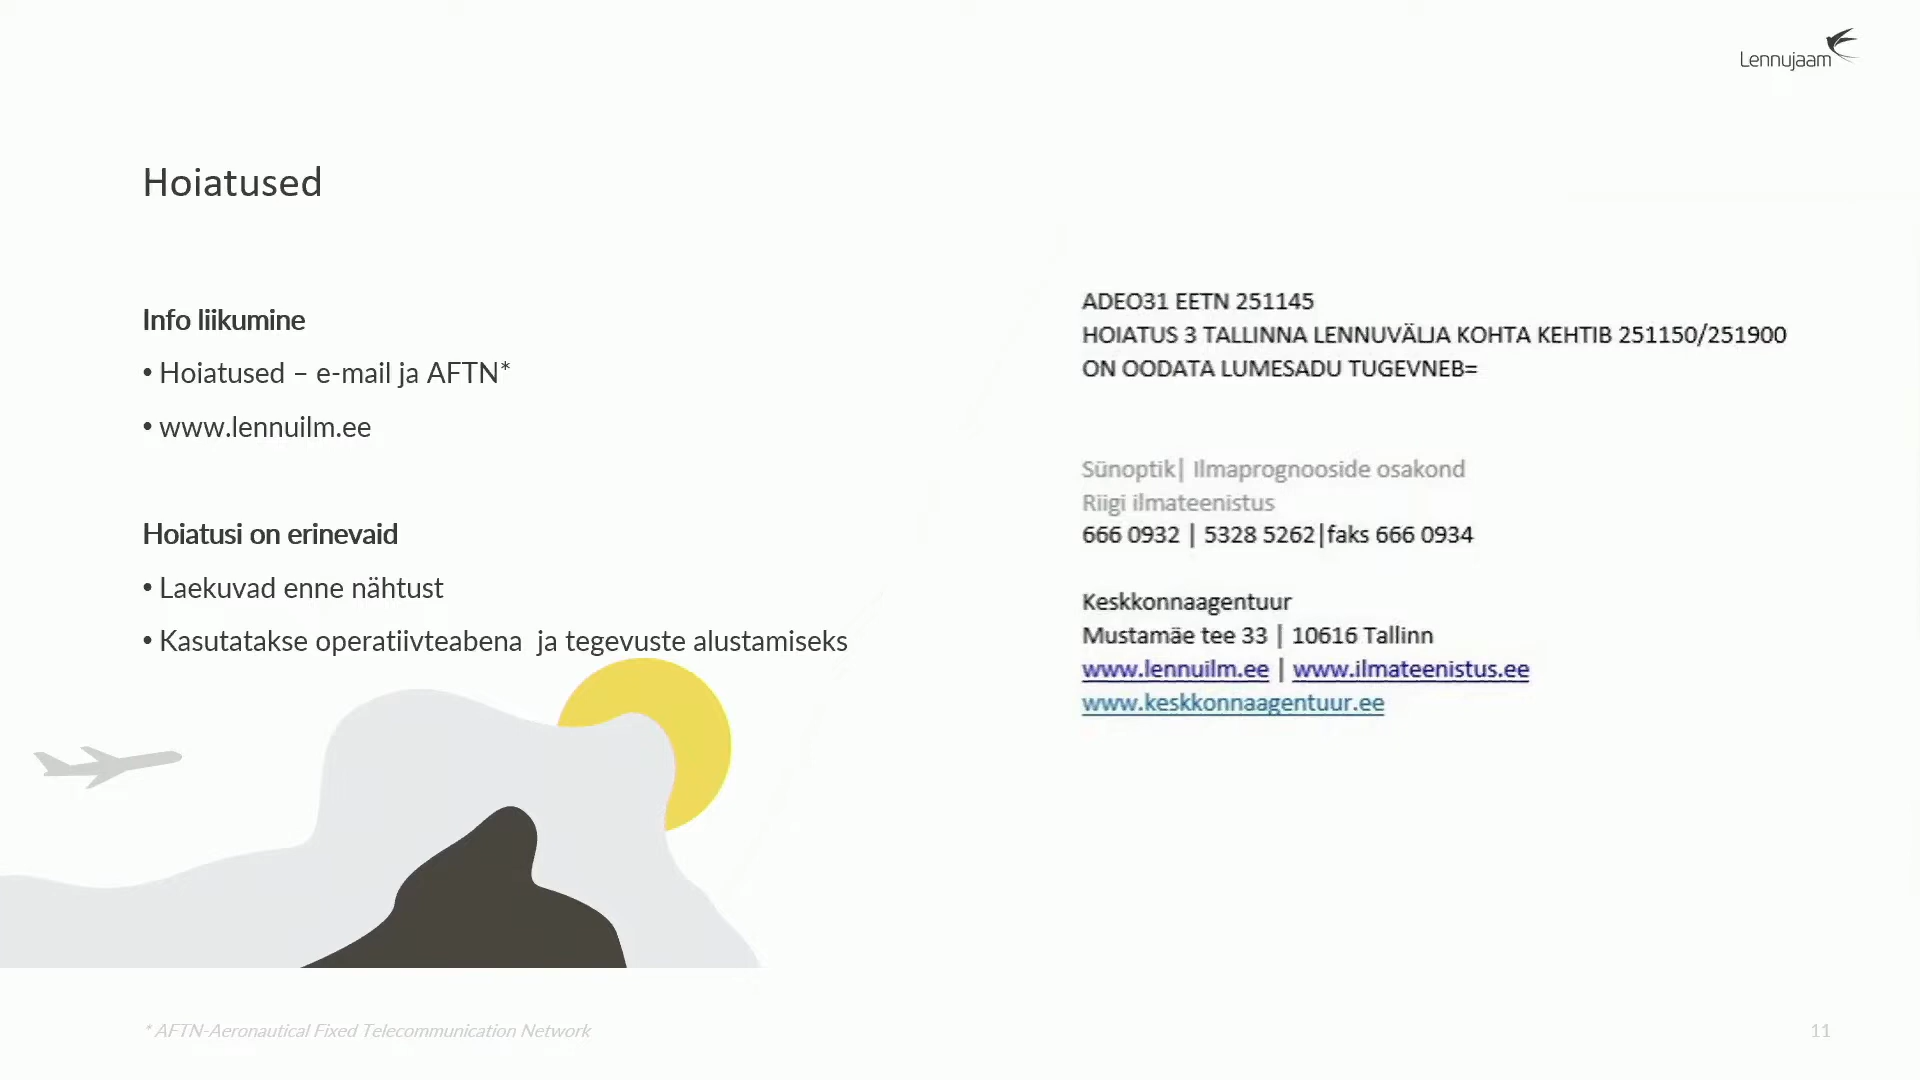 Lennujaam
Hoiatused
Info liikumine
• Hoiatused – e-mail ja AFTN*
• www.lennuilm.ee
Hoiatusi on erinevaid
• Laekuvad enne nähtust
• Kasutatakse operatiivteabena ja tegevuste alustamiseks
ADEO31 EETN 251145
HOIATUS 3 TALLINNA LENNUVÄLJA KOHTA KEHTIB 251150/251900
ON OODATA LUMESADU TUGEVNEB=
Sünoptik| Ilmaprognooside osakond
Riigi ilmateenistus
666 0932 | 5328 5262|faks 666 0934
Keskkonnaagentuur
Mustamäe tee 33 | 10616 Tallinn
www.lennuilm.ee | www.ilmateenistus.ee
www.keskkonnaagentuur.ee
* AFTN-Aeronautical Fixed Telecommunication Network
11